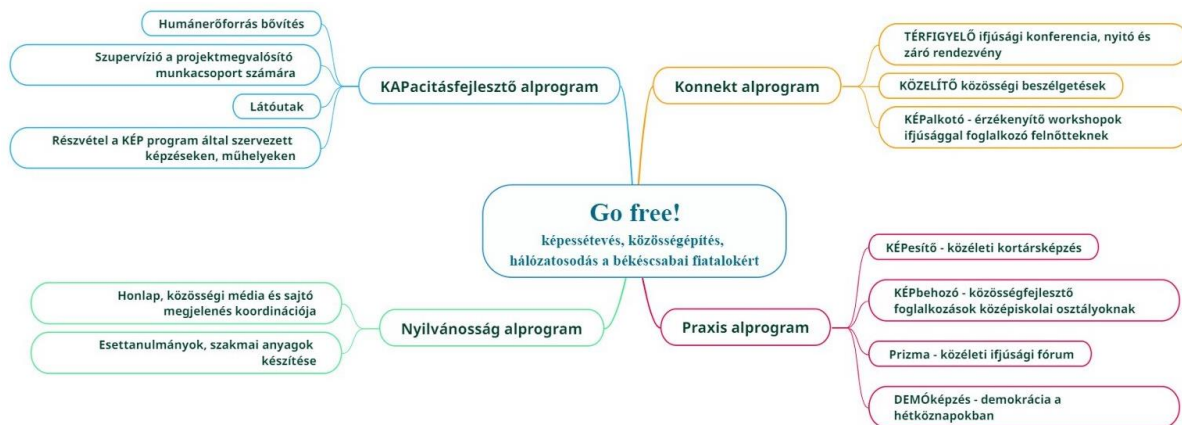 Humánerőforrás bővítés
Szupervízió a projektmegvalósító
munkacsoport számára
Látóutak
Részvétel a KÉP program által szervezett
képzéseken, műhelyeken
KAPacitásfejlesztő alprogram
Konnekt alprogram
TÉRFIGYELŐ ifjúsági konferencia, nyitó és
záró rendezvény
KÖZELÍTŐ közösségi beszélgetések
KÉPalkotó - érzékenyítő workshopok
ifjúsággal foglalkozó felnőtteknek
Go free!
képessétevés, közösségépítés,
hálózatosodás a békéscsabai fiatalokért
Honlap, közösségi média és sajtó
megjelenés koordinációja
Esettanulmányok, szakmai anyagok
készítése
Nyilvánosság alprogram
Praxis alprogram
KÉPesítő - közéleti kortársképzés
KÉPbehozó - közösségfejlesztő
foglalkozások középiskolai osztályoknak
Prizma - közéleti ifjúsági fórum
DEMÓképzés - demokrácia a
hétköznapokban